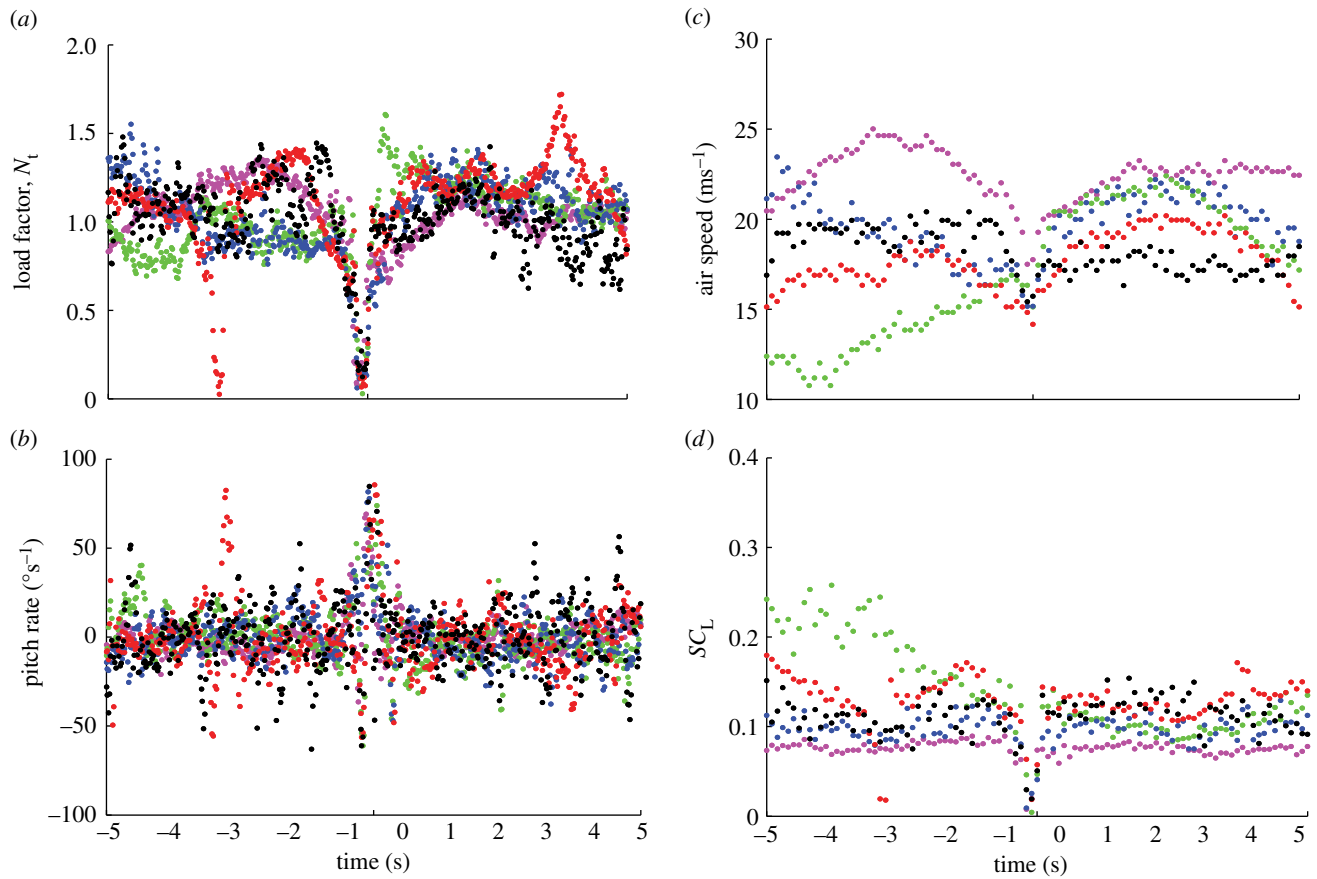 (a)
2.0
1.5
1.0
0.5
0
load factor, Nt
(b)
100
50
0
–50
–100
pitch rate (°s⁻¹)
–5 –4 –3 –2 –1 0 1 2 3 4 5
time (s)
(c)
30
25
20
15
10
air speed (ms⁻¹)
(d)
0.4
0.3
0.2
0.1
0
SCL
–5 –4 –3 –2 –1 0 1 2 3 4 5
time (s)